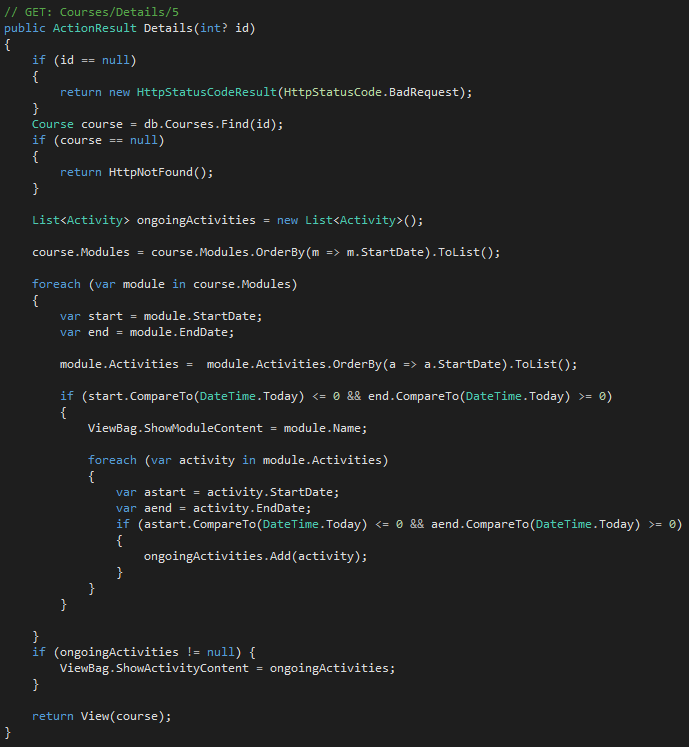 // GET: Courses/Details/5
public ActionResult Details(int? id)
{
    if (id == null)
    {
        return new HttpStatusCodeResult(HttpStatusCode.BadRequest);
    }
    Course course = db.Courses.Find(id);
    if (course == null)
    {
        return HttpNotFound();
    }

    List<Activity> ongoingActivities = new List<Activity>();

    course.Modules = course.Modules.OrderBy(m => m.StartDate).ToList();

    foreach (var module in course.Modules)
    {
        var start = module.StartDate;
        var end = module.EndDate;

        module.Activities =  module.Activities.OrderBy(a => a.StartDate).ToList();

        if (start.CompareTo(DateTime.Today) <= 0 && end.CompareTo(DateTime.Today) >= 0)
        {
            ViewBag.ShowModuleContent = module.Name;

            foreach (var activity in module.Activities)
            {
                var astart = activity.StartDate;
                var aend = activity.EndDate;
                if (astart.CompareTo(DateTime.Today) <= 0 && aend.CompareTo(DateTime.Today) >= 0)
                {
                    ongoingActivities.Add(activity);
                }
            }
        }

    }
    if (ongoingActivities != null) {
        ViewBag.ShowActivityContent = ongoingActivities;
    }

    return View(course);
}